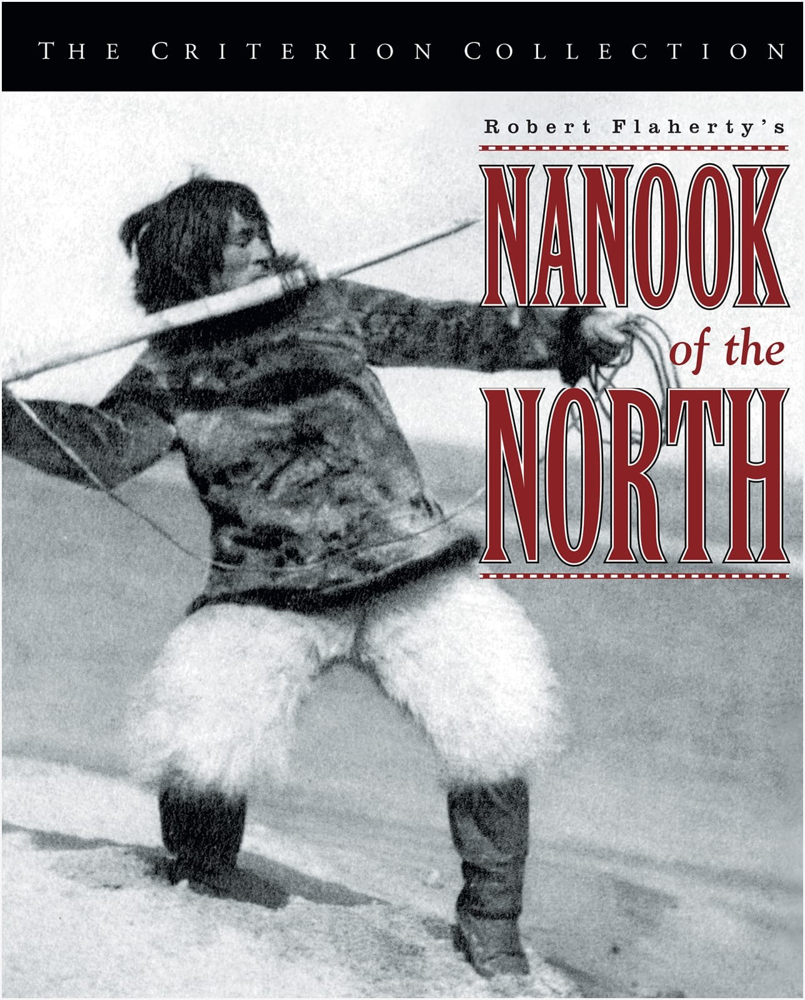 THE CRITERION COLLECTION
Robert Flaherty's
NANOOK
of the
NORTH